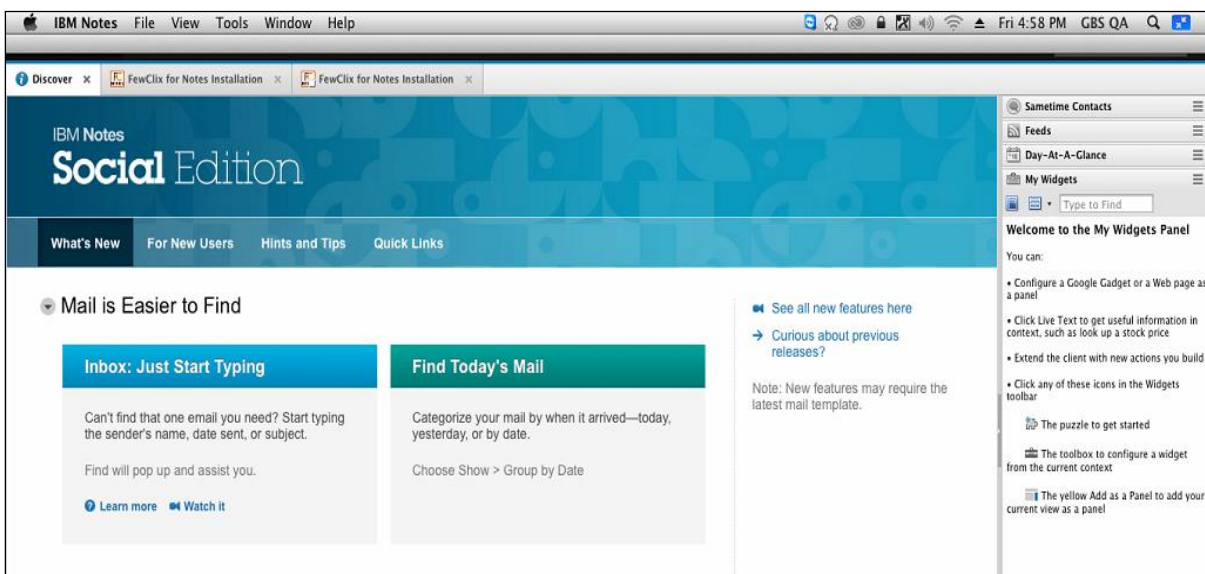 IBM Notes File View Tools Window Help Fri 4:58 PM GBS QA
Discover FewClix for Notes Installation FewClix for Notes Installation
IBM Notes
Social Edition
What's New For New Users Hints and Tips Quick Links
Mail is Easier to Find
Inbox: Just Start Typing
Can't find that one email you need? Start typing
the sender's name, date sent, or subject.
Find will pop up and assist you.
Learn more Watch it
Find Today's Mail
Categorize your mail by when it arrived—today,
yesterday, or by date.
Choose Show > Group by Date
See all new features here
Curious about previous
releases?
Note: New features may require the
latest mail template.
Sametime Contacts
Feeds
Day-At-A-Glance
My Widgets
Type to Find
Welcome to the My Widgets Panel
You can:
• Configure a Google Gadget or a Web page as
a panel
• Click Live Text to get useful information in
context, such as look up a stock price
• Extend the client with new actions you build
• Click any of these icons in the Widgets
toolbar
The puzzle to get started
The toolbox to configure a widget
from the current context
The yellow Add as a Panel to add your
current view as a panel